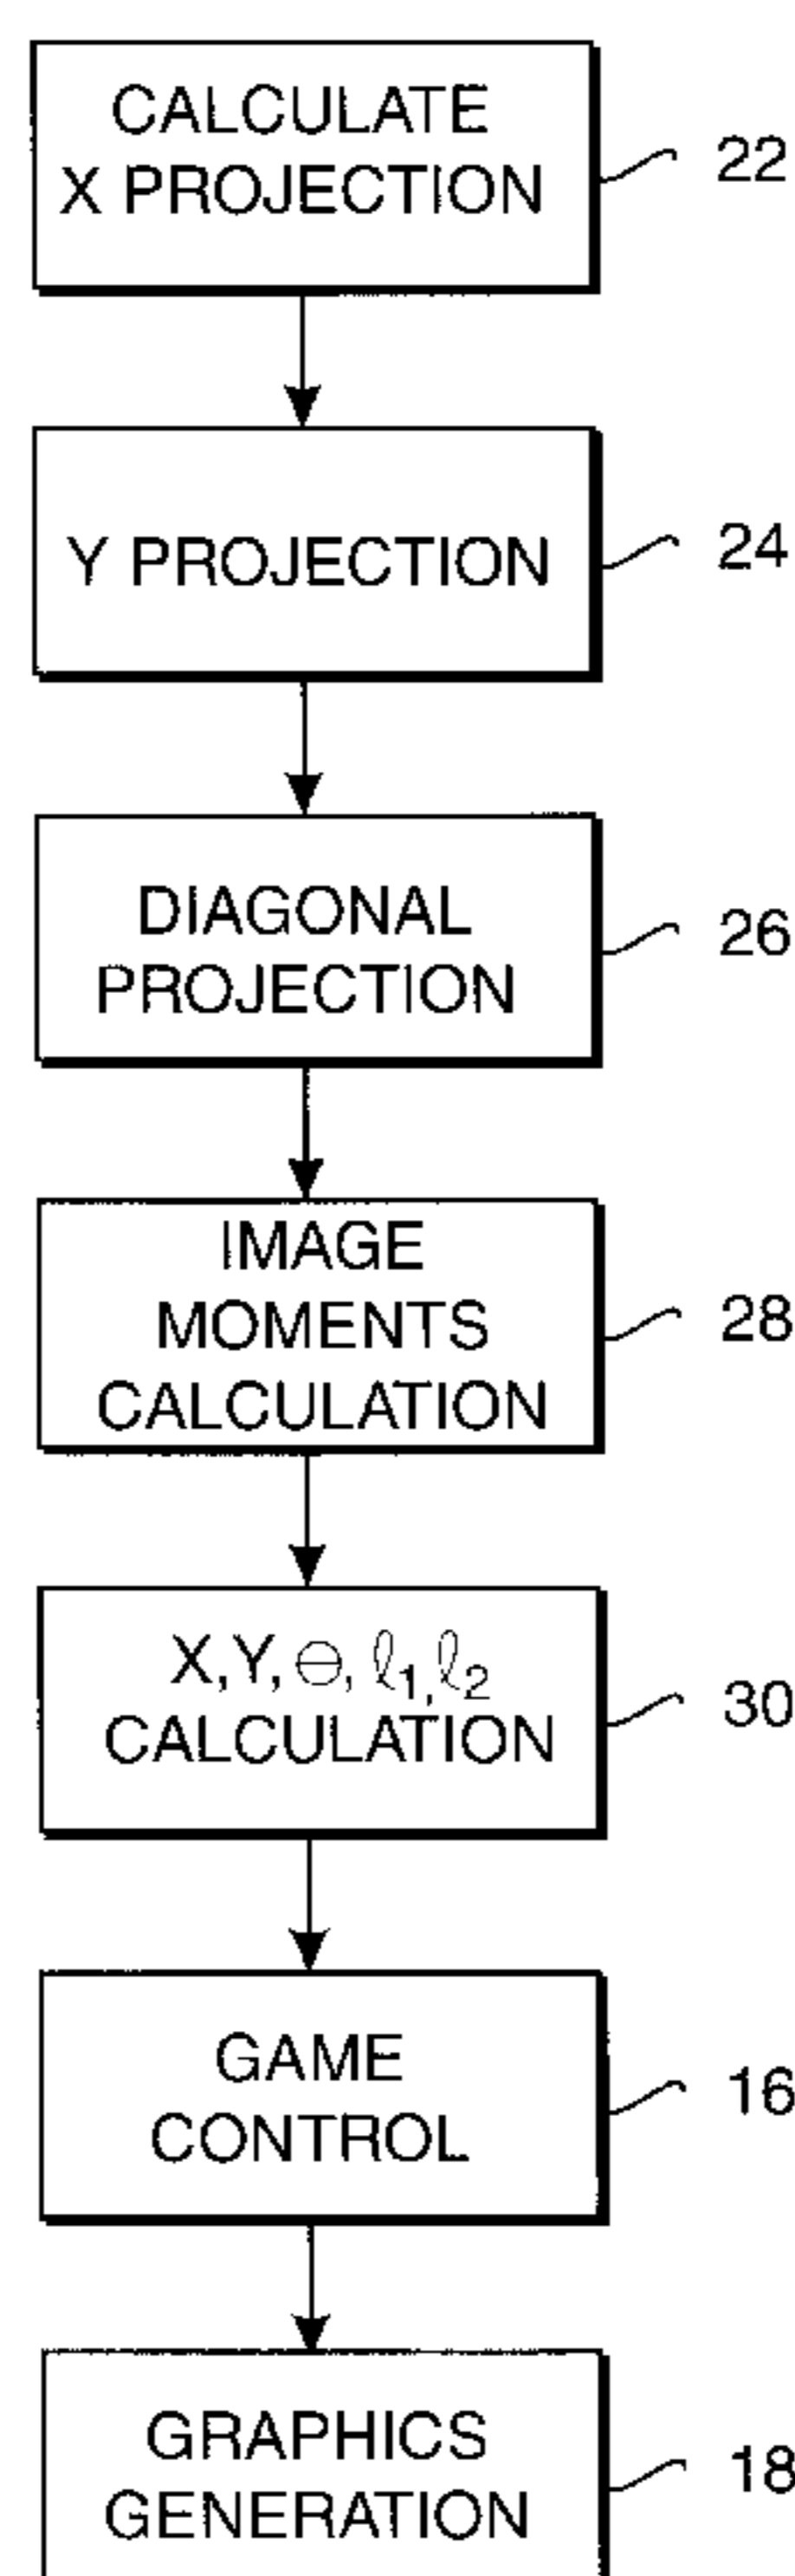 CALCULATE
X PROJECTION
22
Y PROJECTION
24
DIAGONAL
PROJECTION
26
IMAGE
MOMENTS
CALCULATION
28
X, Y, ⊖, ℓ1, ℓ2
CALCULATION
30
GAME
CONTROL
16
GRAPHICS
GENERATION
18